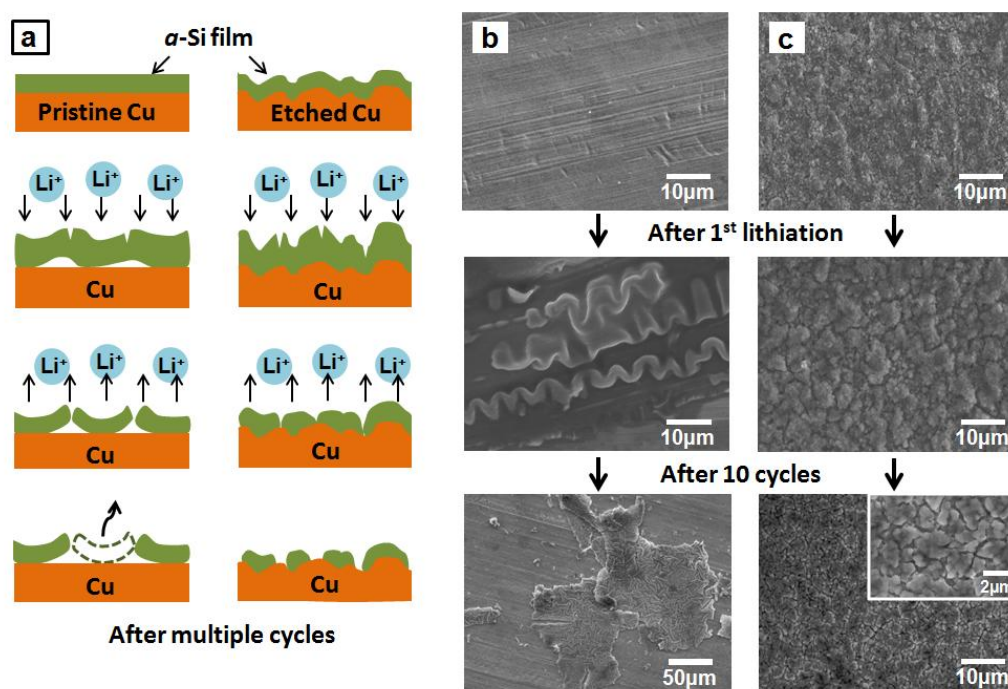 a
α-Si film
Pristine Cu
Etched Cu
Li⁺ Li⁺ Li⁺
Li⁺ Li⁺ Li⁺
Cu
Cu
Li⁺ Li⁺ Li⁺
Li⁺ Li⁺ Li⁺
Cu
Cu
Cu
Cu
After multiple cycles
b
c
10μm
10μm
After 1ˢᵗ lithiation
10μm
10μm
After 10 cycles
2μm
50μm
10μm